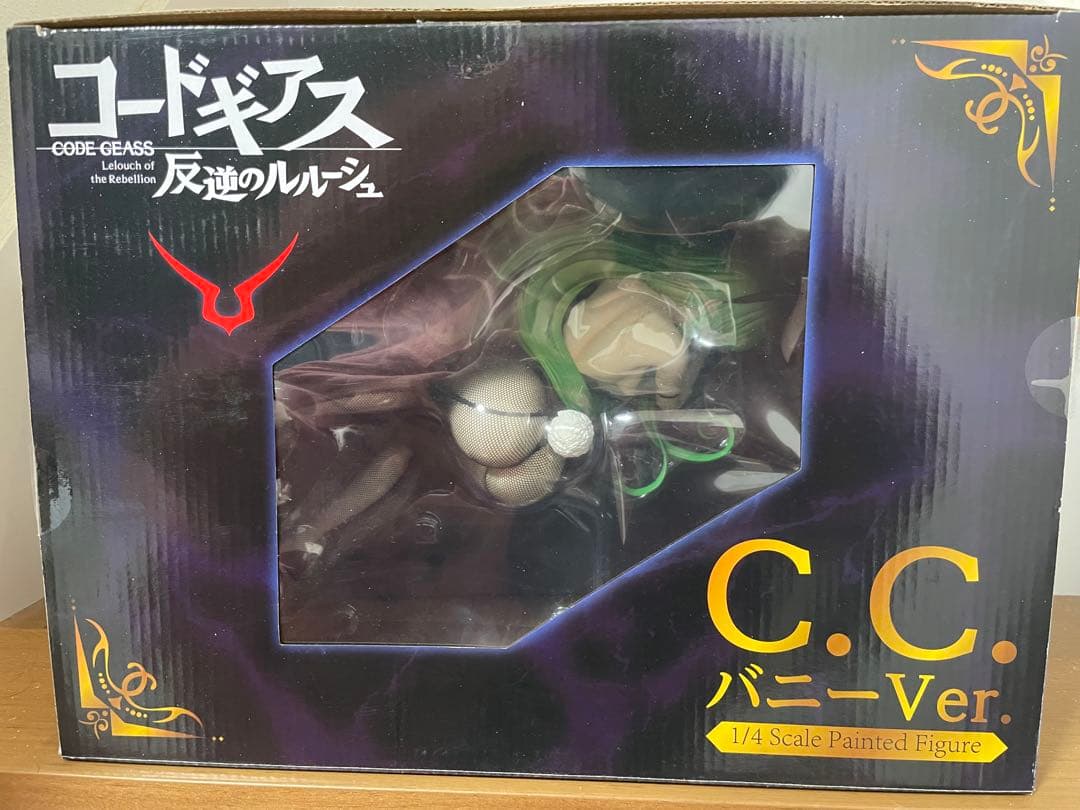 コードギアス
CODE GEASS
Lelouch of
the Rebellion
反逆のルルーシュ
C.C.
バニーVer.
1/4 Scale Painted Figure